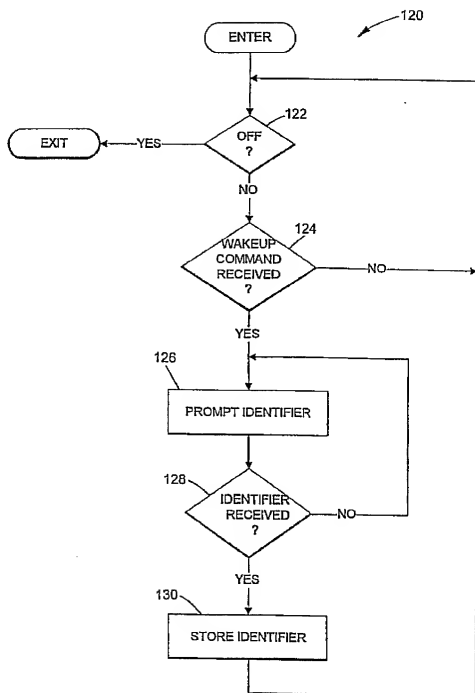 ENTER
120
122
OFF
?
YES
EXIT
NO
124
WAKEUP
COMMAND
RECEIVED
?
NO
YES
126
PROMPT IDENTIFIER
128
IDENTIFIER
RECEIVED
?
NO
YES
130
STORE IDENTIFIER